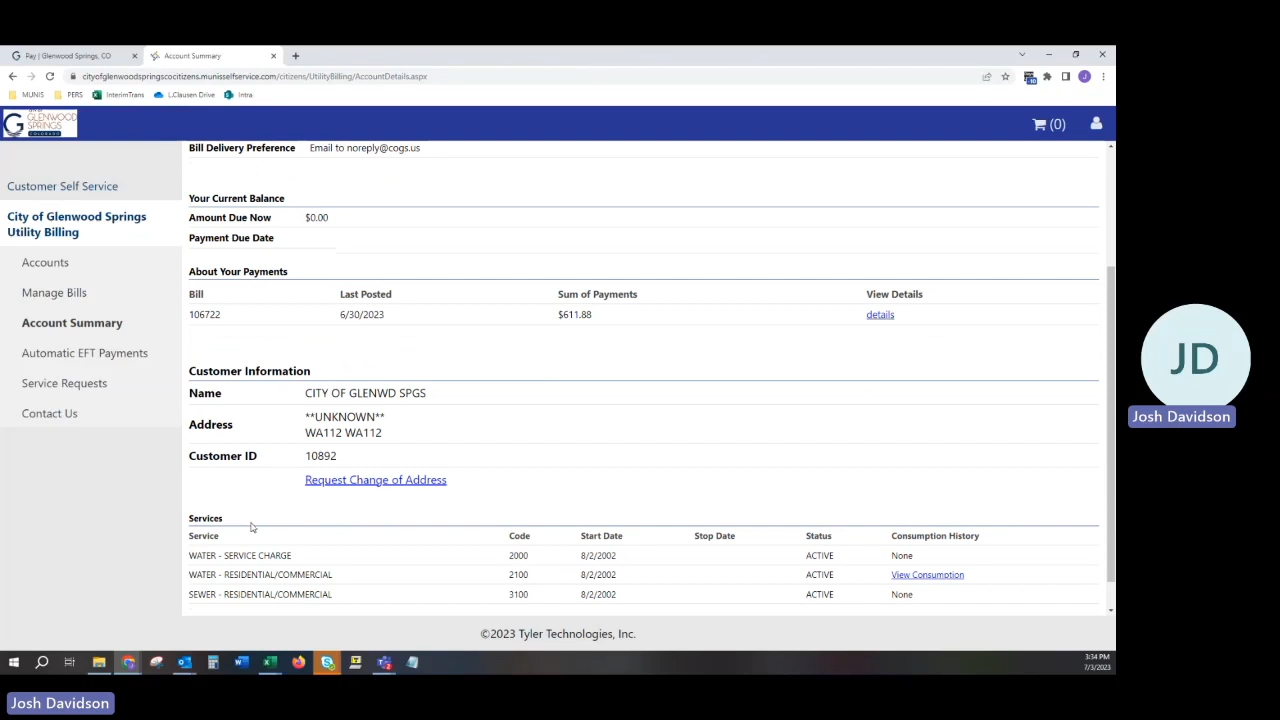 Pay | Glenwood Springs, CO
Account Summary
cityofglenwoodspringscocitizens.munisselfservice.com/citizens/UtilityBilling/AccountDetails.aspx
MUNIS PERS InterimTrans L.Clausen Drive Intra
GLENWOOD
SPRINGS
COLORADO
(0)
Customer Self Service
City of Glenwood Springs
Utility Billing
Accounts
Manage Bills
Account Summary
Automatic EFT Payments
Service Requests
Contact Us
Bill Delivery Preference Email to noreply@cogs.us
Your Current Balance
Amount Due Now $0.00
Payment Due Date
About Your Payments
Bill Last Posted Sum of Payments View Details
106722 6/30/2023 $611.88 details
Customer Information
Name CITY OF GLENWD SPGS
Address **UNKNOWN**
WA112 WA112
Customer ID 10892
Request Change of Address
Services
Service Code Start Date Stop Date Status Consumption History
WATER - SERVICE CHARGE 2000 8/2/2002 ACTIVE None
WATER - RESIDENTIAL/COMMERCIAL 2100 8/2/2002 ACTIVE View Consumption
SEWER - RESIDENTIAL/COMMERCIAL 3100 8/2/2002 ACTIVE None
©2023 Tyler Technologies, Inc.
3:34 PM
7/3/2023
JD
Josh Davidson
Josh Davidson